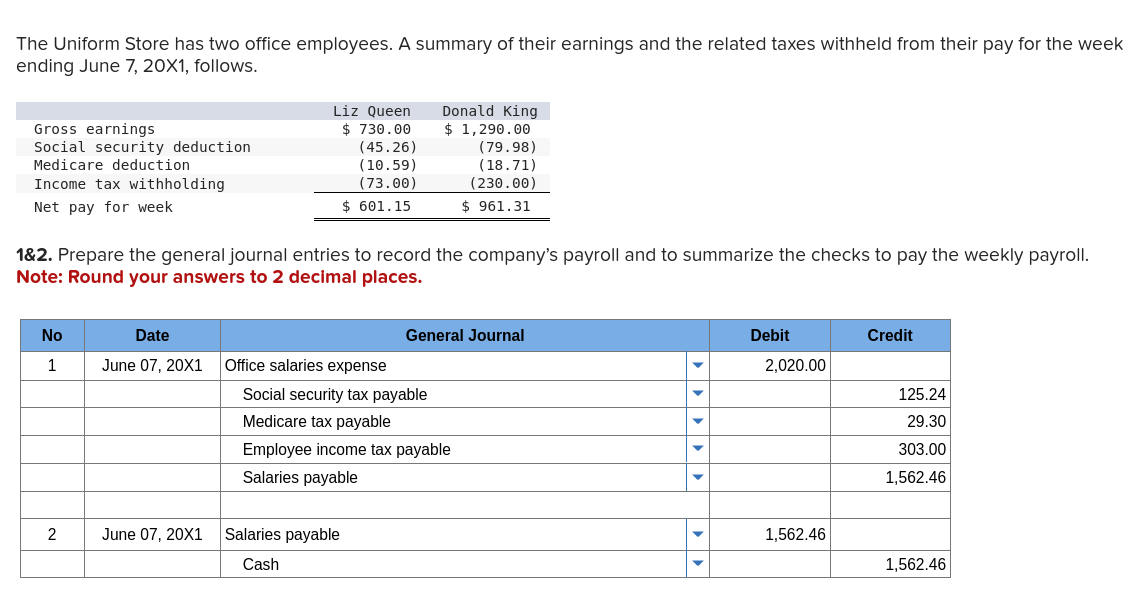 The Uniform Store has two office employees. A summary of their earnings and the related taxes withheld from their pay for the week
ending June 7, 20X1, follows.
Liz Queen Donald King
Gross earnings $ 730.00 $ 1,290.00
Social security deduction (45.26) (79.98)
Medicare deduction (10.59) (18.71)
Income tax withholding (73.00) (230.00)
Net pay for week $ 601.15 $ 961.31
1&2. Prepare the general journal entries to record the company’s payroll and to summarize the checks to pay the weekly payroll.
Note: Round your answers to 2 decimal places.
No Date General Journal Debit Credit
1 June 07, 20X1 Office salaries expense 2,020.00
Social security tax payable 125.24
Medicare tax payable 29.30
Employee income tax payable 303.00
Salaries payable 1,562.46
2 June 07, 20X1 Salaries payable 1,562.46
Cash 1,562.46